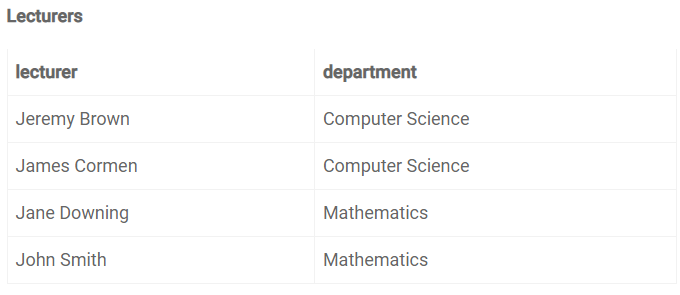 Lecturers
lecturer department
Jeremy Brown Computer Science
James Cormen Computer Science
Jane Downing Mathematics
John Smith Mathematics